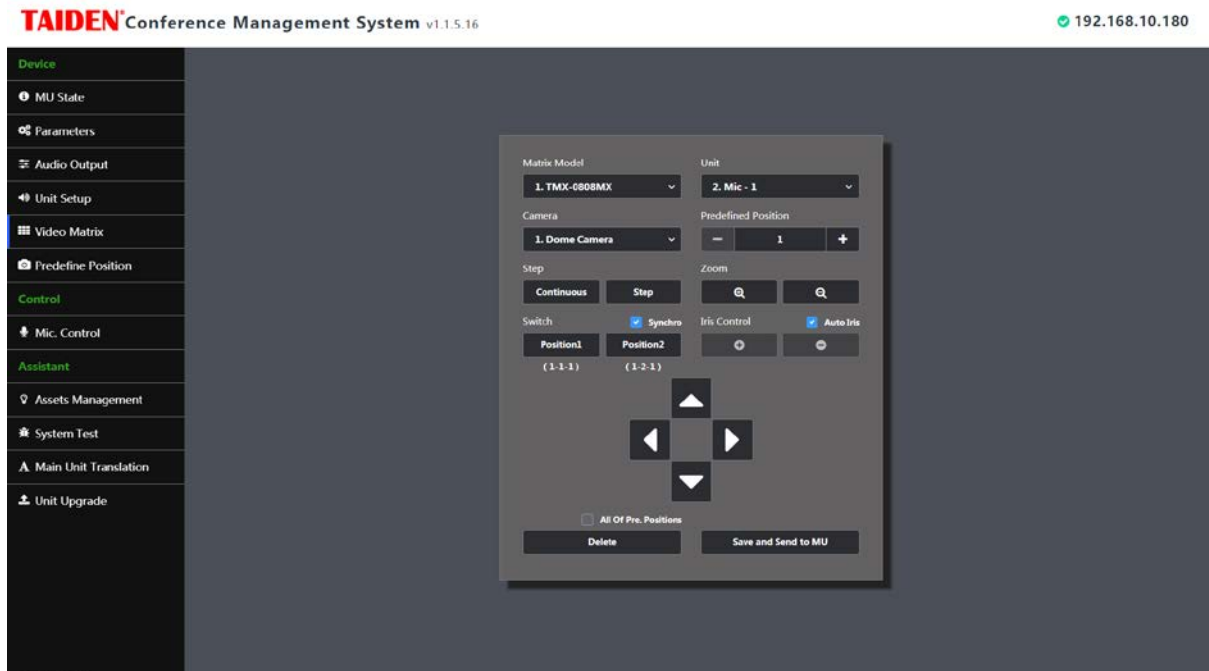 TAIDEN® Conference Management System v1.1.5.16
192.168.10.180
Device
MU State
Parameters
Audio Output
Unit Setup
Video Matrix
Predefine Position
Control
Mic. Control
Assistant
Assets Management
System Test
Main Unit Translation
Unit Upgrade
Matrix Model Unit
1. TMX-0808MX 2. Mic - 1
Camera Predefined Position
1. Dome Camera 1
Step Zoom
Continuous Step
Switch Synchro Iris Control Auto Iris
Position1 Position2
(1-1-1) (1-2-1)
All Of Pre. Positions
Delete Save and Send to MU